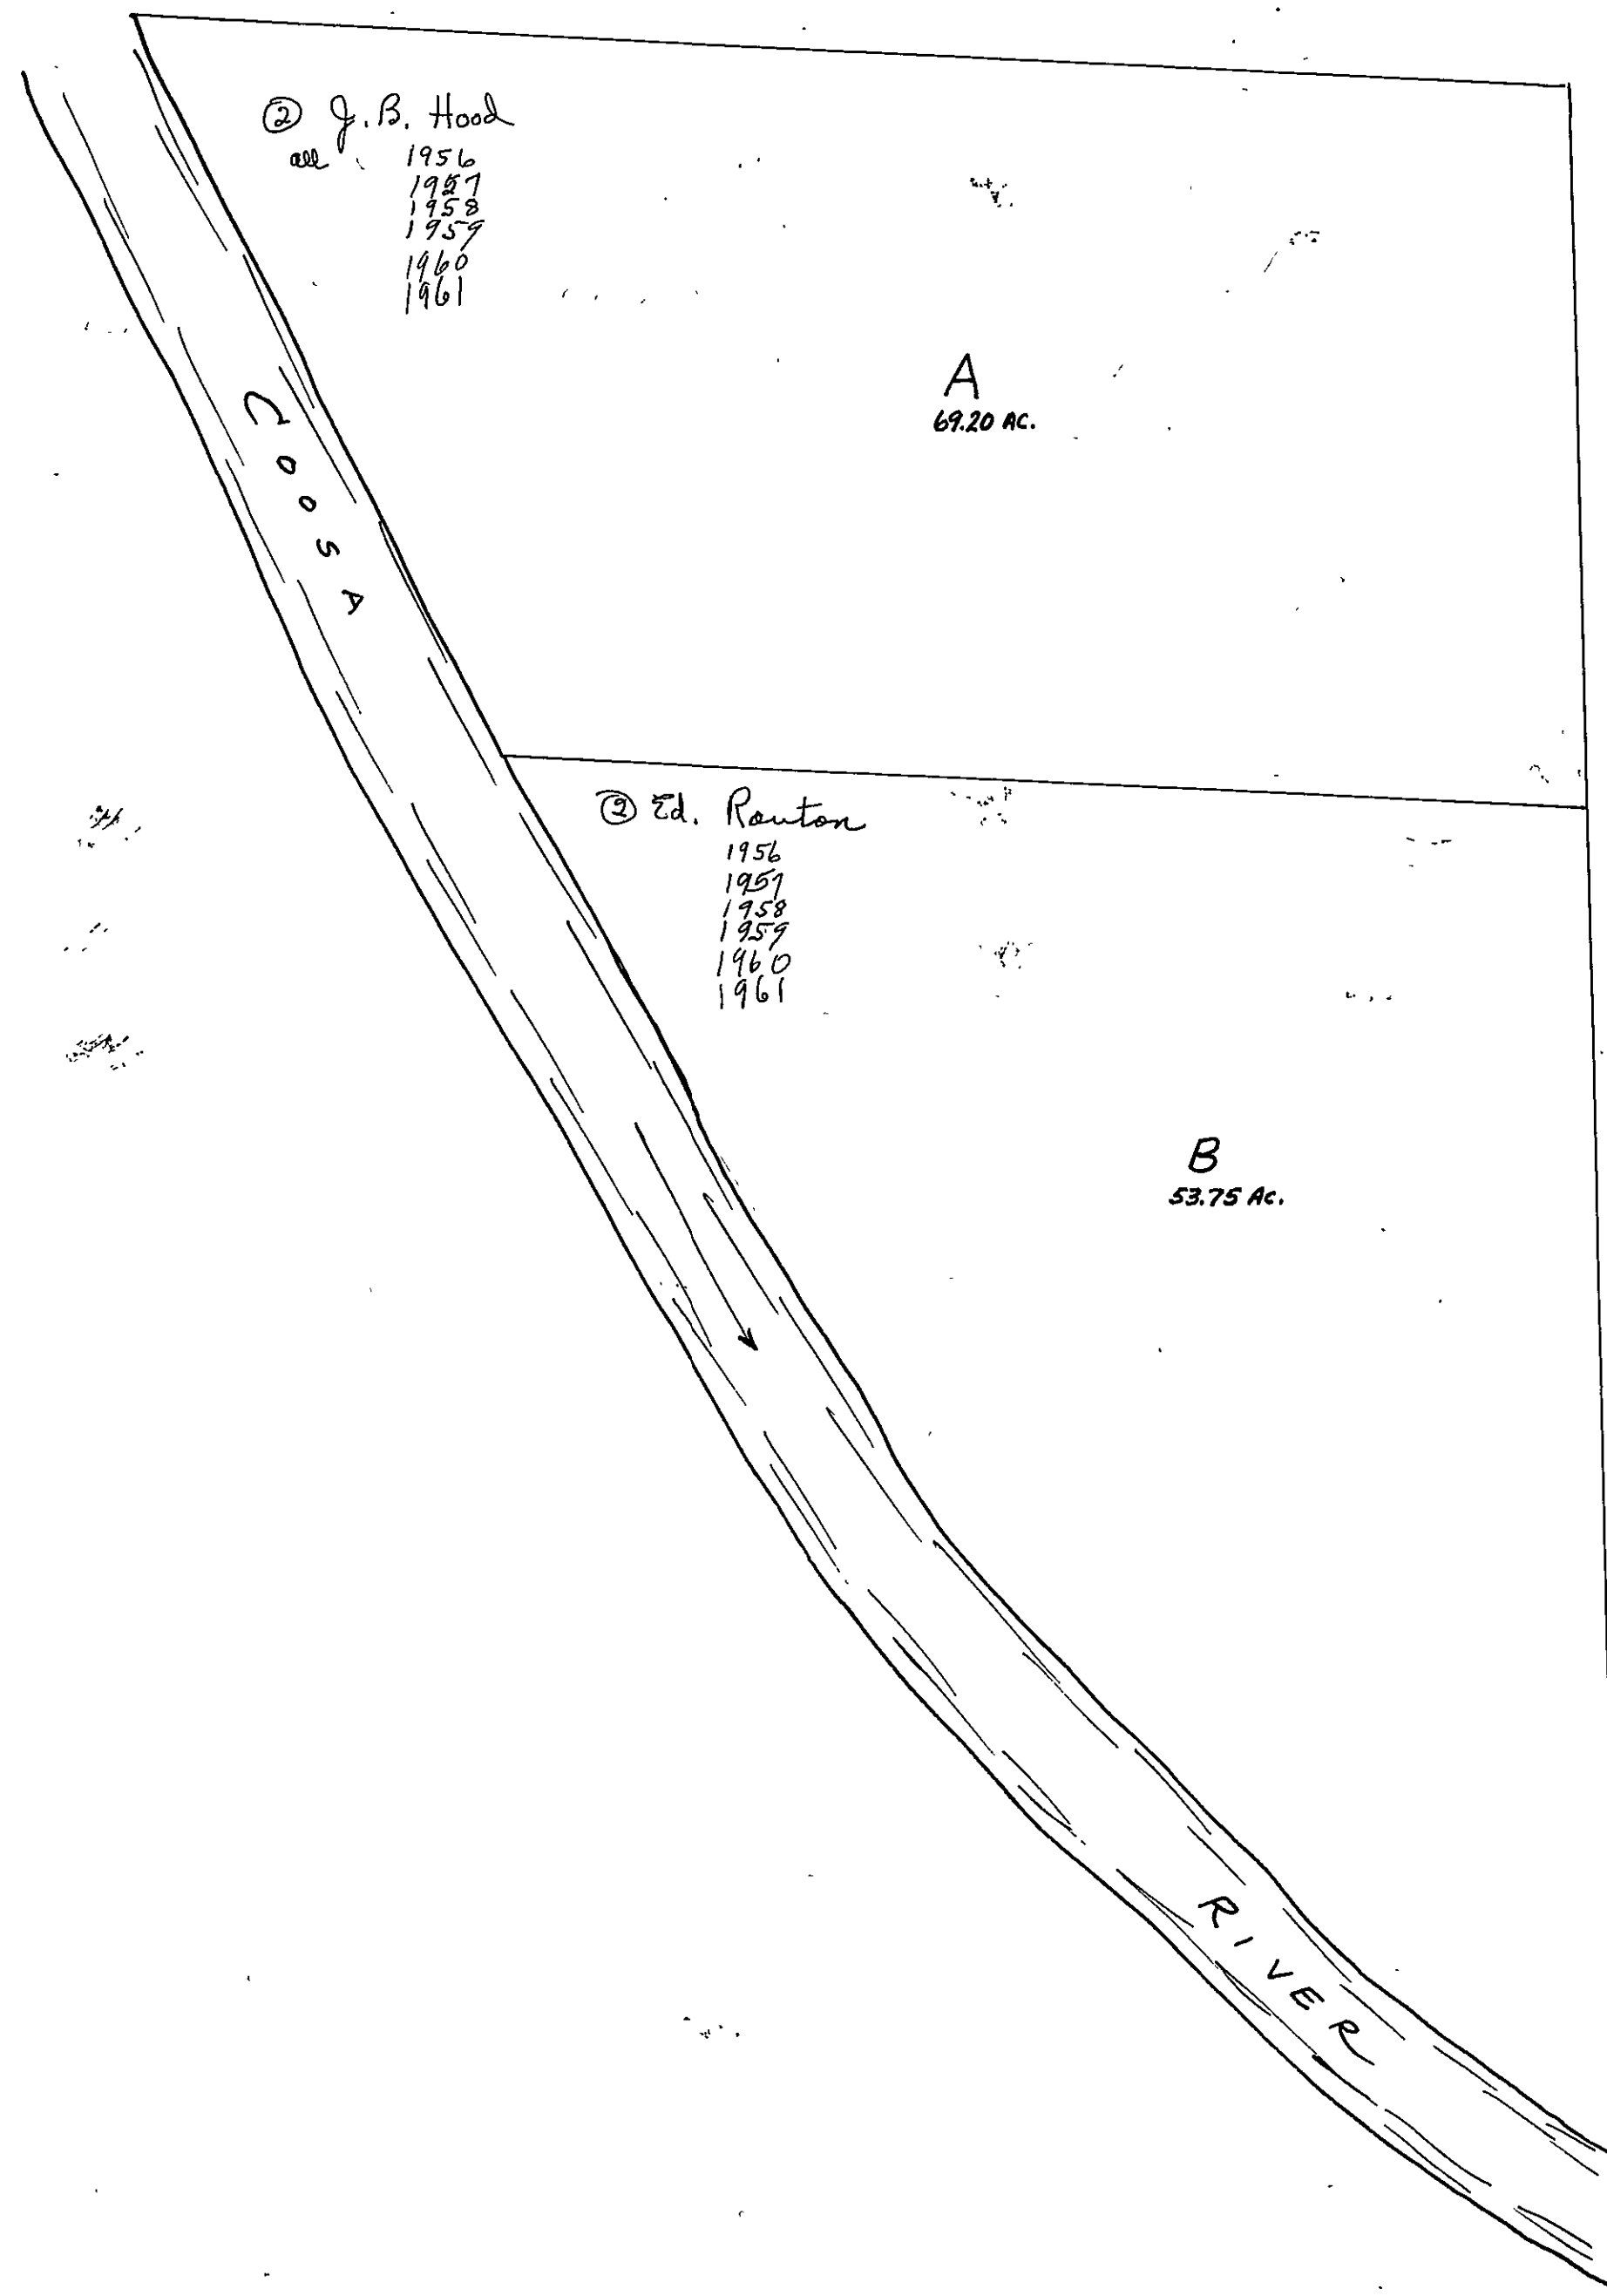 ② J.B. Hood
all 1956
1957
1958
1959
1960
1961
A
69.20 AC.
COOSA
② Ed. Routon
1956
1957
1958
1959
1960
1961
B
53.75 Ac.
RIVER